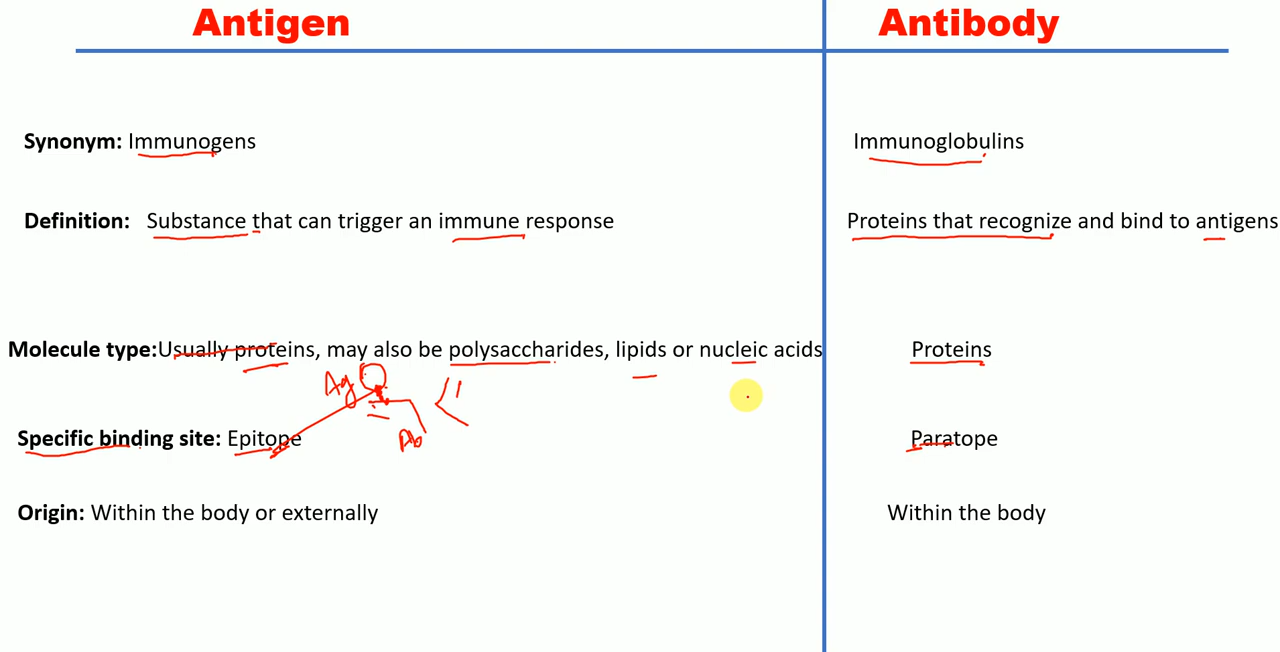 Antigen Antibody
Synonym: Immunogens Immunoglobulins
Definition: Substance that can trigger an immune response Proteins that recognize and bind to antigens
Molecule type:Usually proteins, may also be polysaccharides, lipids or nucleic acids Proteins
Ag
Specific binding site: Epitope Ab Paratope
Origin: Within the body or externally Within the body